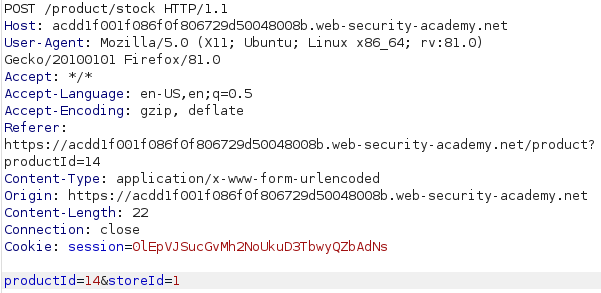 POST /product/stock HTTP/1.1
Host: acdd1f001f086f0f806729d50048008b.web-security-academy.net
User-Agent: Mozilla/5.0 (X11; Ubuntu; Linux x86_64; rv:81.0)
Gecko/20100101 Firefox/81.0
Accept: */*
Accept-Language: en-US,en;q=0.5
Accept-Encoding: gzip, deflate
Referer:
https://acdd1f001f086f0f806729d50048008b.web-security-academy.net/product?
productId=14
Content-Type: application/x-www-form-urlencoded
Origin: https://acdd1f001f086f0f806729d50048008b.web-security-academy.net
Content-Length: 22
Connection: close
Cookie: session=0lEpVJSucGvMh2NoUkuD3TbwyQZbAdNs
productId=14&storeId=1